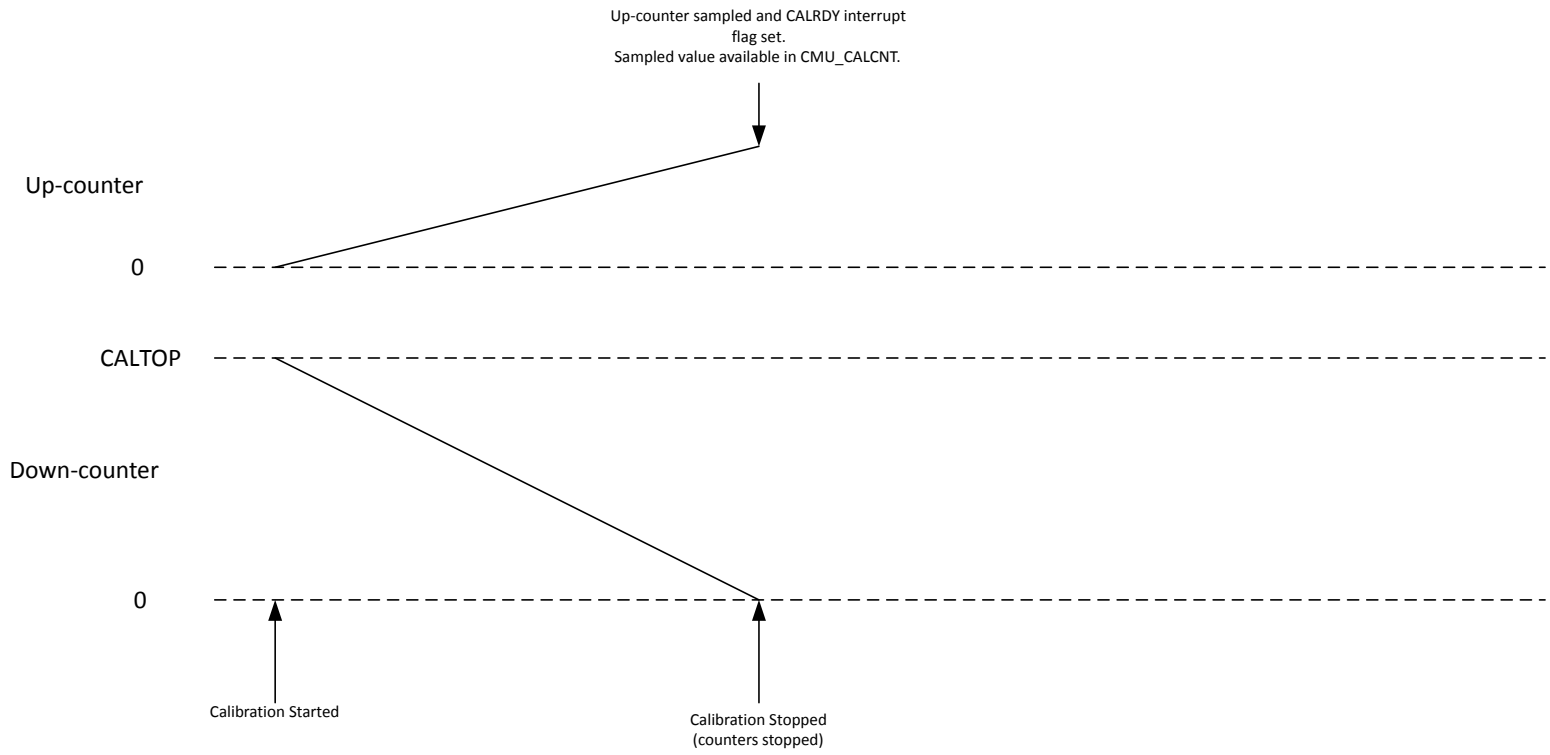 Up-counter sampled and CALRDY interrupt
flag set.
Sampled value available in CMU_CALCNT.
Up-counter
0
CALTOP
Down-counter
0
Calibration Started
Calibration Stopped
(counters stopped)